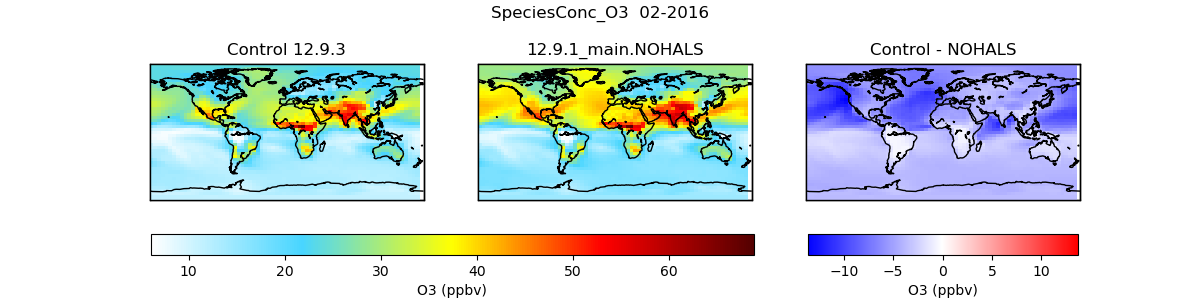 SpeciesConc_O3  02-2016
Control 12.9.3
12.9.1_main.NOHALS
Control - NOHALS
10 20 30 40 50 60
O3 (ppbv)
−10 −5 0 5 10
O3 (ppbv)